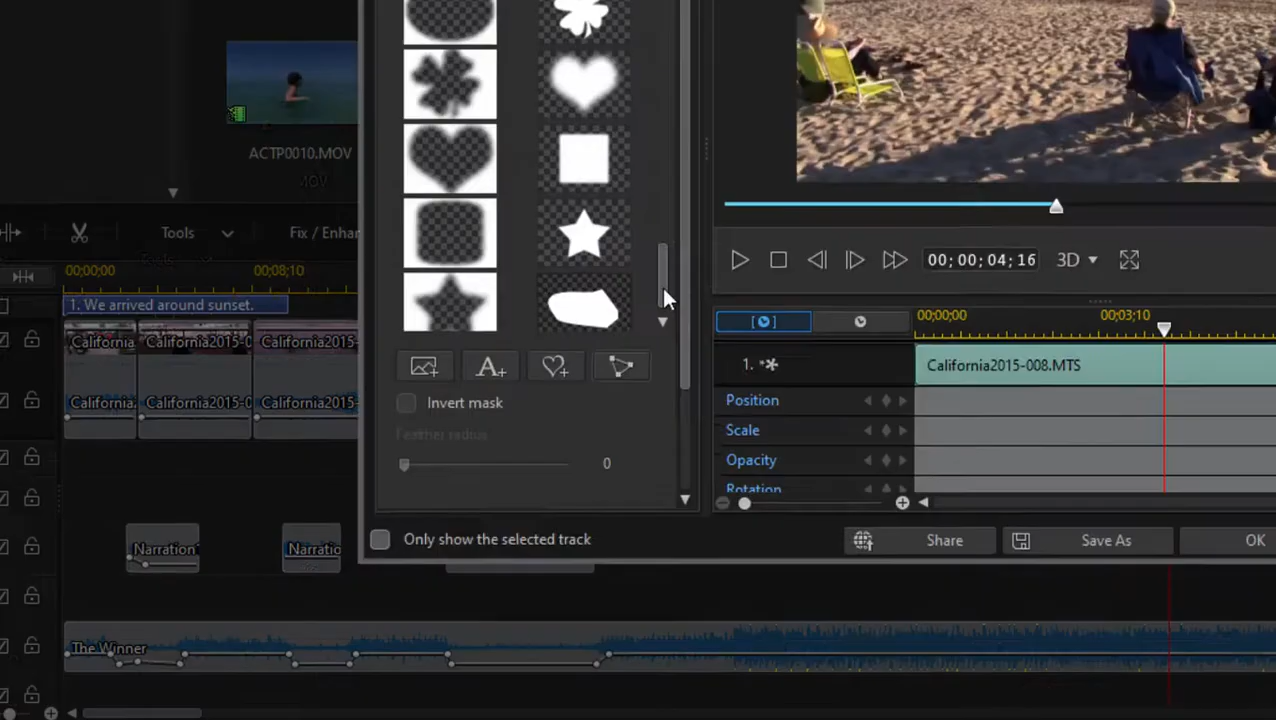 ACTP0010.MOV
MOV
Tools
Fix / Enhan
Tools
00;00;00
00;08;10
1. We arrived around sunset.
California
California2015-0
California2015-
California
California2015-0
California2015-
Narration
Narratio
The Winner
Invert mask
Feather radius
0
Only show the selected track
00;00;04;16
3D
00;00;00
00;03;10
1.
California2015-008.MTS
Position
Scale
Opacity
Rotation
Share
Save As
OK